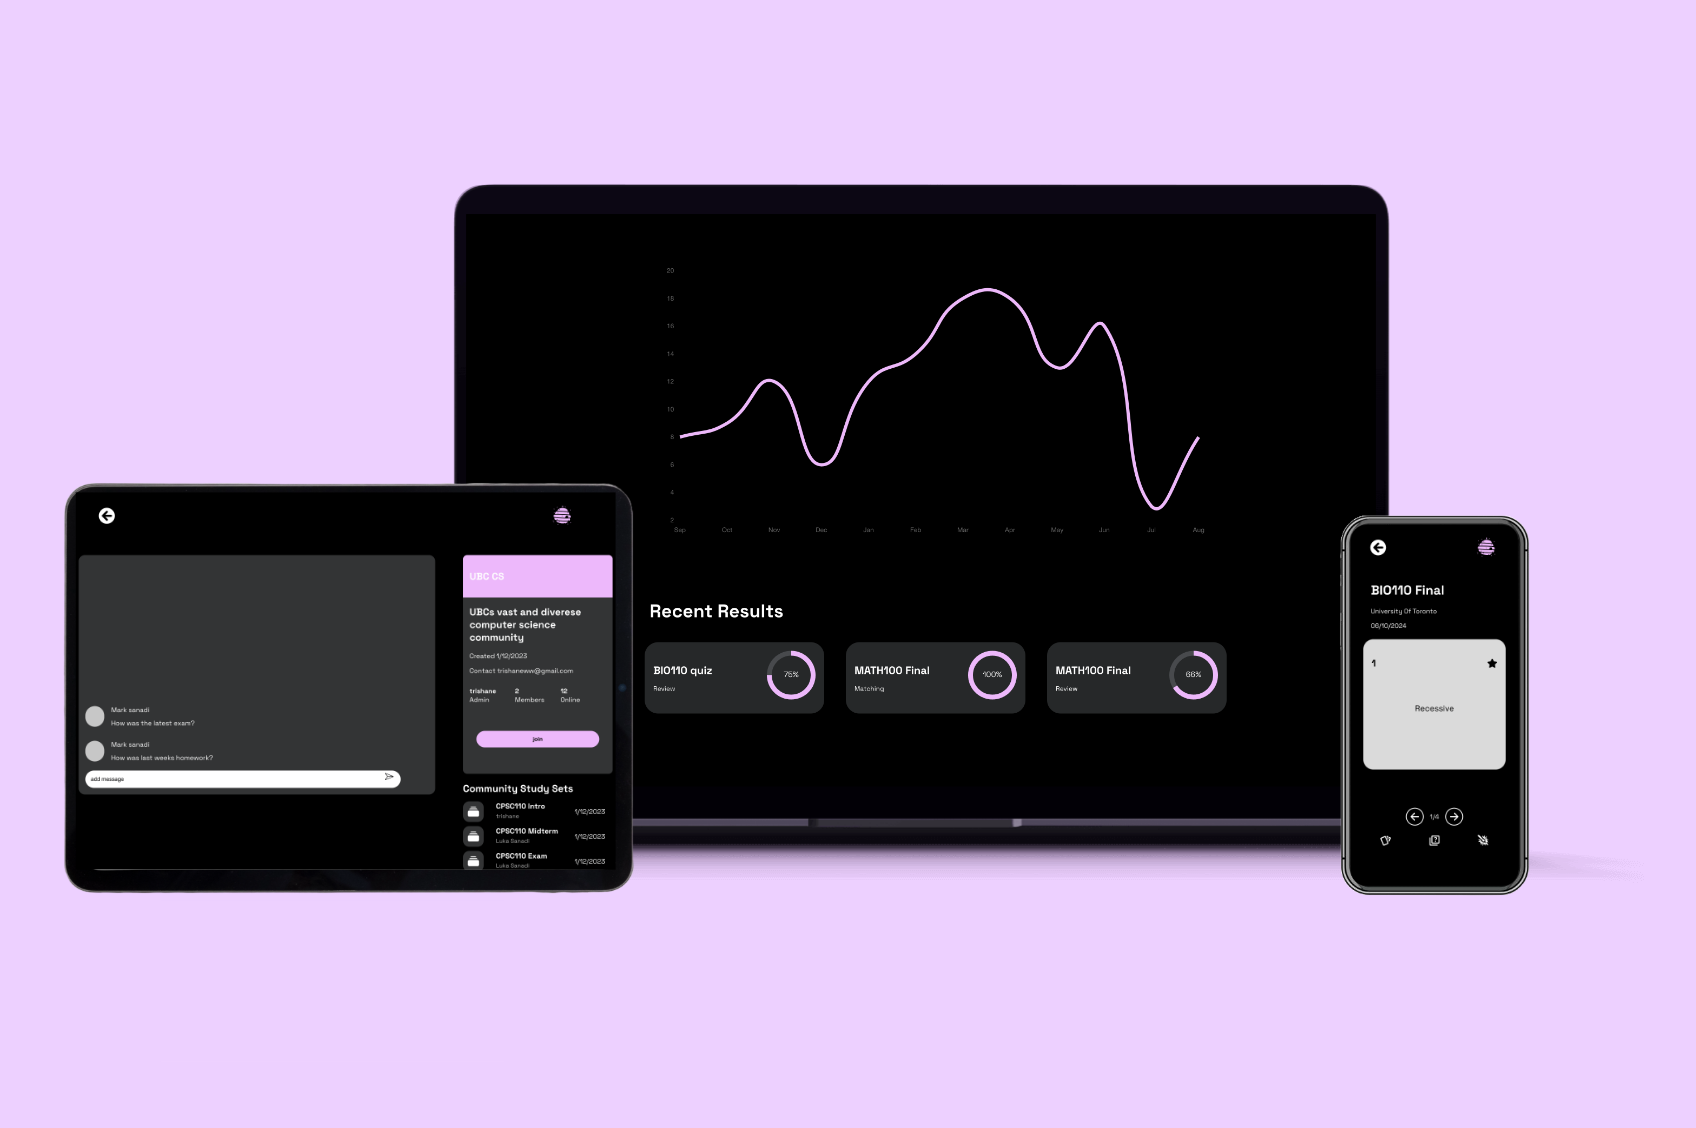 20
18
16
14
12
10
8
6
4
2
Sep Oct Nov Dec Jan Feb Mar Apr May Jun Jul Aug
Recent Results
BIO110 quiz
Review
75%
MATH100 Final
Matching
100%
MATH100 Final
Review
66%
Mark sanadi
How was the latest exam?
Mark sanadi
How was last weeks homework?
add message
UBC CS
UBCs vast and diverese
computer science
community
Created 1/12/2023
Contact trishaneww@gmail.com
trishane 2 12
Admin Members Online
join
Community Study Sets
CPSC110 Intro
trishane
1/12/2023
CPSC110 Midterm
Luka Sanadi
1/12/2023
CPSC110 Exam
Luka Sanadi
1/12/2023
BIO110 Final
University Of Toronto
06/10/2024
1
Recessive
1/4